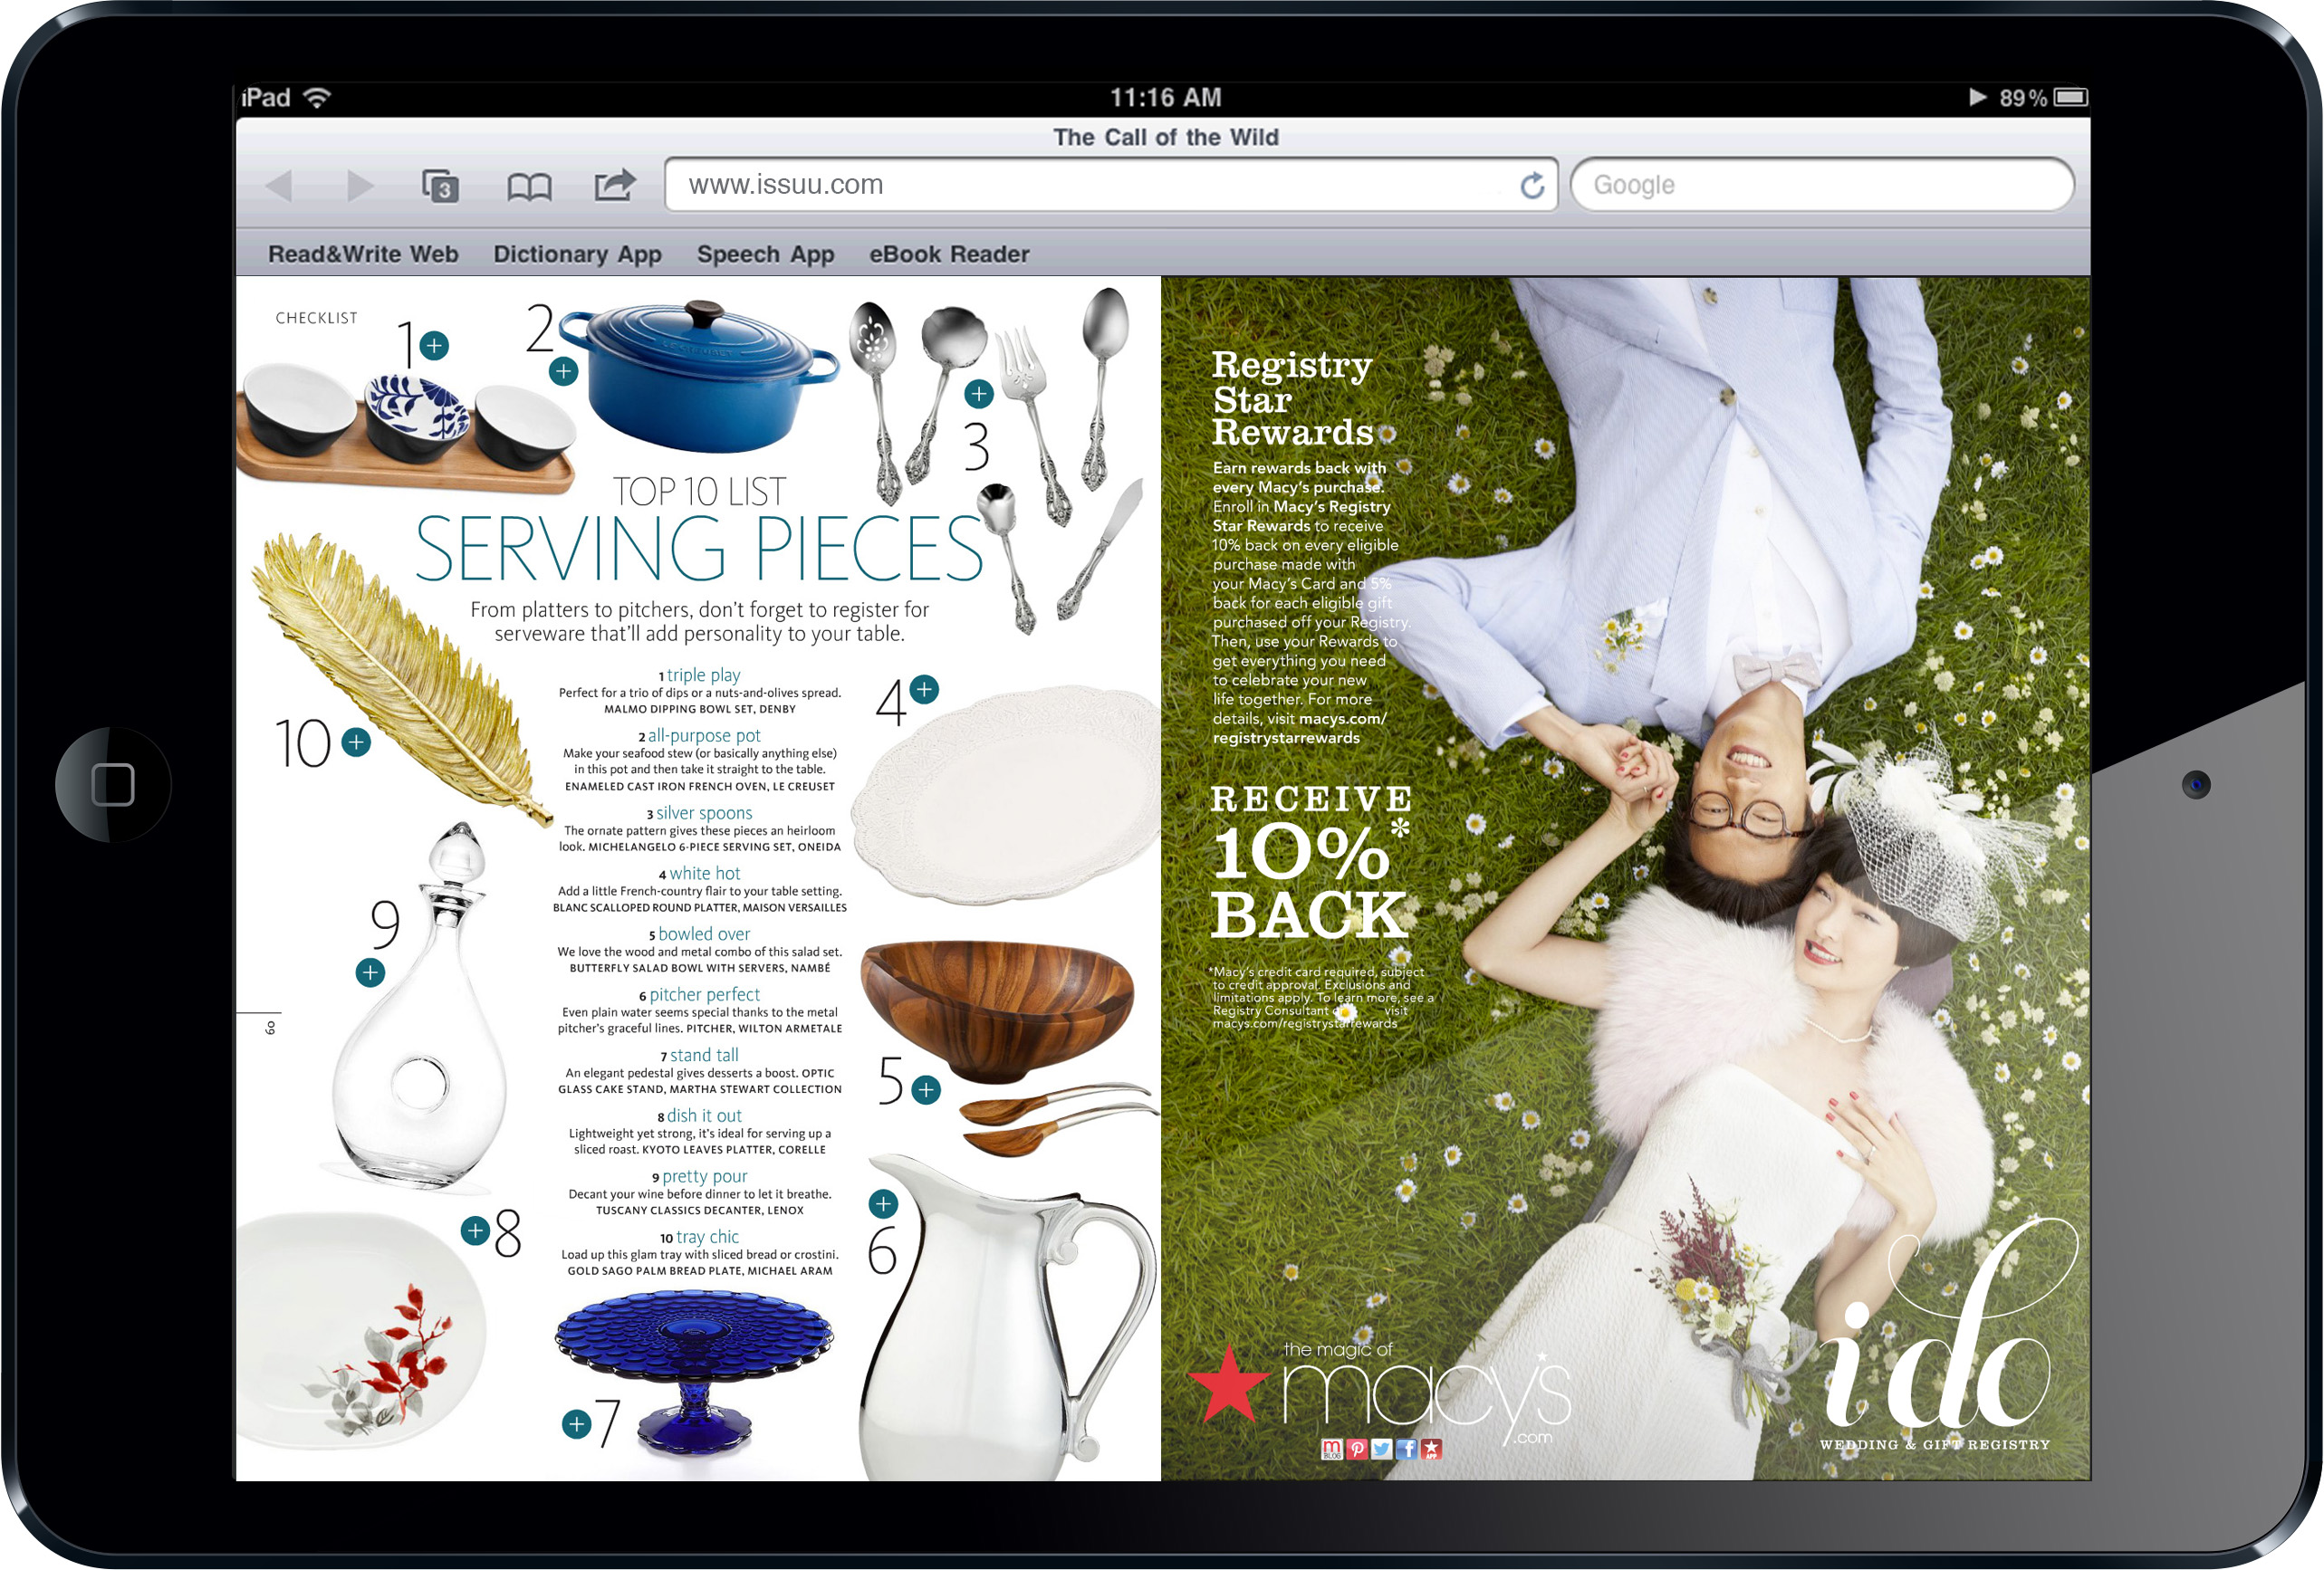 iPad
11:16 AM
89%
The Call of the Wild
3
www.issuu.com
Google
Read&Write Web
Dictionary App
Speech App
eBook Reader
CHECKLIST
1
2
3
TOP 10 LIST
SERVING PIECES
From platters to pitchers, don't forget to register for
serveware that'll add personality to your table.
1 triple play
Perfect for a trio of dips or a nuts-and-olives spread.
MALMO DIPPING BOWL SET, DENBY
2 all-purpose pot
Make your seafood stew (or basically anything else)
in this pot and then take it straight to the table.
ENAMELED CAST IRON FRENCH OVEN, LE CREUSET
3 silver spoons
The ornate pattern gives these pieces an heirloom
look. MICHELANGELO 6-PIECE SERVING SET, ONEIDA
4 white hot
Add a little French-country flair to your table setting.
BLANC SCALLOPED ROUND PLATTER, MAISON VERSAILLES
5 bowled over
We love the wood and metal combo of this salad set.
BUTTERFLY SALAD BOWL WITH SERVERS, NAMBÉ
6 pitcher perfect
Even plain water seems special thanks to the metal
pitcher's graceful lines. PITCHER, WILTON ARMETALE
7 stand tall
An elegant pedestal gives desserts a boost. OPTIC
GLASS CAKE STAND, MARTHA STEWART COLLECTION
8 dish it out
Lightweight yet strong, it's ideal for serving up a
sliced roast. KYOTO LEAVES PLATTER, CORELLE
9 pretty pour
Decant your wine before dinner to let it breathe.
TUSCANY CLASSICS DECANTER, LENOX
10 tray chic
Load up this glam tray with sliced bread or crostini.
GOLD SAGO PALM BREAD PLATE, MICHAEL ARAM
4
5
6
7
8
9
10
Registry
Star
Rewards
Earn rewards back with
every Macy's purchase.
Enroll in Macy's Registry
Star Rewards to receive
10% back on every eligible
purchase made with
your Macy's Card and 5%
back for each eligible gift
purchased off your Registry.
Then, use your Rewards to
get everything you need
to celebrate your new
life together. For more
details, visit macys.com/
registrystarrewards
RECEIVE
10%*
BACK
*Macy's credit card required, subject
to credit approval. Exclusions and
limitations apply. To learn more, see a
Registry Consultant visit
macys.com/registrystarrewards
the magic of
macy's
.com
m BLOG
APP
i do
WEDDING & GIFT REGISTRY